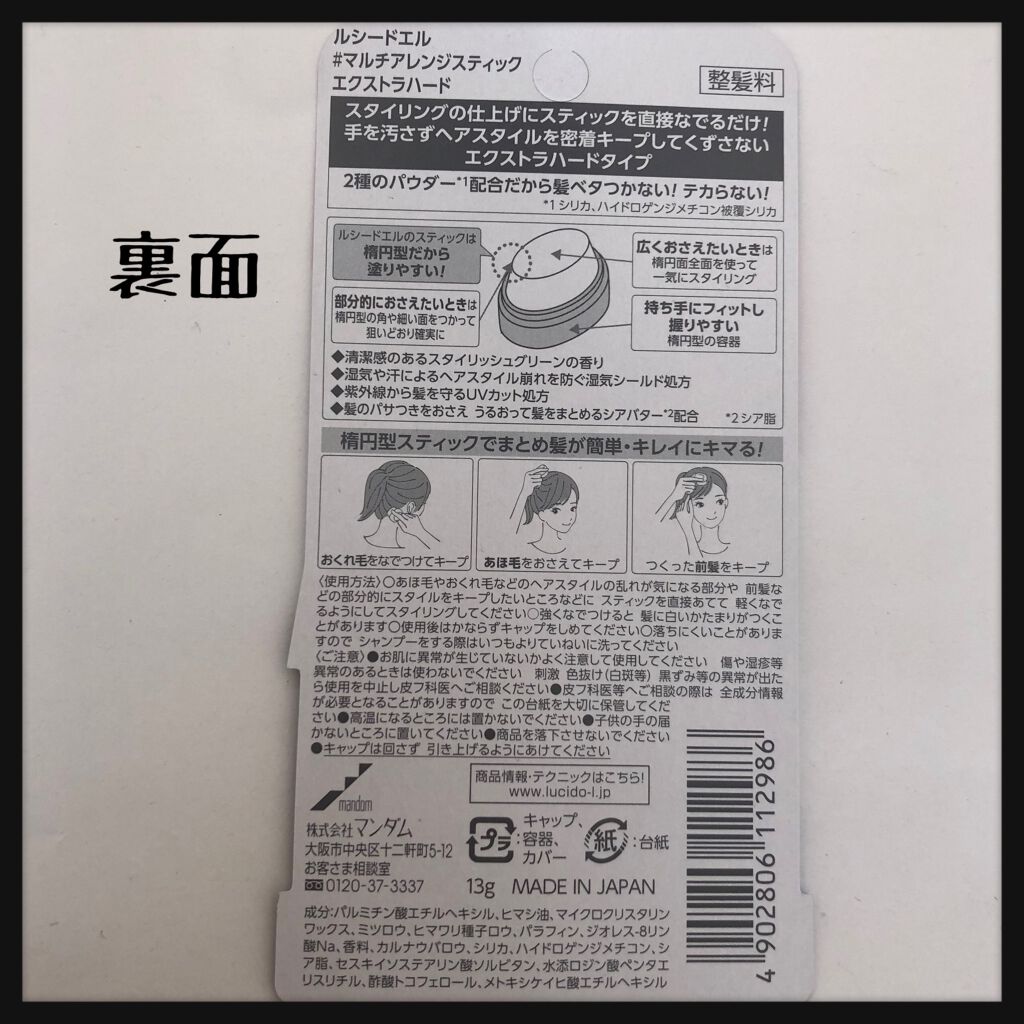 裏面
ルシードエル
#マルチアレンジスティック
エクストラハード
整髪料
スタイリングの仕上げにスティックを直接なでるだけ!
手を汚さずヘアスタイルを密着キープしてくずさない
エクストラハードタイプ
2種のパウダー*1配合だから髪ベタつかない! テカらない!
*1 シリカ、ハイドロゲンジメチコン被覆シリカ
ルシードエルのスティックは
楕円型だから
塗りやすい!
部分的におさえたいときは
楕円型の角や細い面をつかって
狙いどおり確実に
広くおさえたいときは
楕円面全面を使って
一気にスタイリング
持ち手にフィットし
握りやすい
楕円型の容器
◆清潔感のあるスタイリッシュグリーンの香り
◆湿気や汗によるヘアスタイル崩れを防ぐ湿気シールド処方
◆紫外線から髪を守るUVカット処方
◆髪のパサつきをおさえ うるおって髪をまとめるシアバター*2配合 *2 シア脂
楕円型スティックでまとめ髪が簡単・キレイにキマる!
おくれ毛をなでつけてキープ
あほ毛をおさえてキープ
つくった前髪をキープ
〈使用方法〉○あほ毛やおくれ毛などのヘアスタイルの乱れが気になる部分や 前髪な
どの部分的にスタイルをキープしたいところなどに スティックを直接あてて 軽くなで
るようにしてスタイリングしてください○強くなでつけると 髪に白いかたまりがつくこ
とがあります○使用後はかならずキャップをしめてください○落ちにくいことがありま
すので シャンプーをする際はいつもよりていねいに洗ってください
〈ご注意〉●お肌に異常が生じていないかよく注意して使用してください 傷や湿疹等
異常のあるときは使わないでください 刺激 色抜け(白斑等) 黒ずみ等の異常が出た
ら使用を中止し皮フ科医へご相談ください●皮フ科医等へご相談の際は 全成分情報
が必要となることがありますので この台紙を大切に保管してくだ
さい●高温になるところには置かないでください●子供の手の届
かないところに置いてください●商品を落下させないでください
●キャップは回さず 引き上げるようにあけてください
mandom
商品情報・テクニックはこちら!
www.lucido-l.jp
株式会社マンダム
大阪市中央区十二軒町5-12
お客さま相談室
0120-37-3337
プラ
:キャップ、
容器、
カバー
紙
:台紙
13g MADE IN JAPAN
成分:パルミチン酸エチルヘキシル、ヒマシ油、マイクロクリスタリン
ワックス、ミツロウ、ヒマワリ種子ロウ、パラフィン、ジオレス-8リン
酸Na、香料、カルナウバロウ、シリカ、ハイドロゲンジメチコン、シ
ア脂、セスキイソステアリン酸ソルビタン、水添ロジン酸ペンタエ
リスリチル、酢酸トコフェロール、メトキシケイヒ酸エチルヘキシル
4 902806 112986